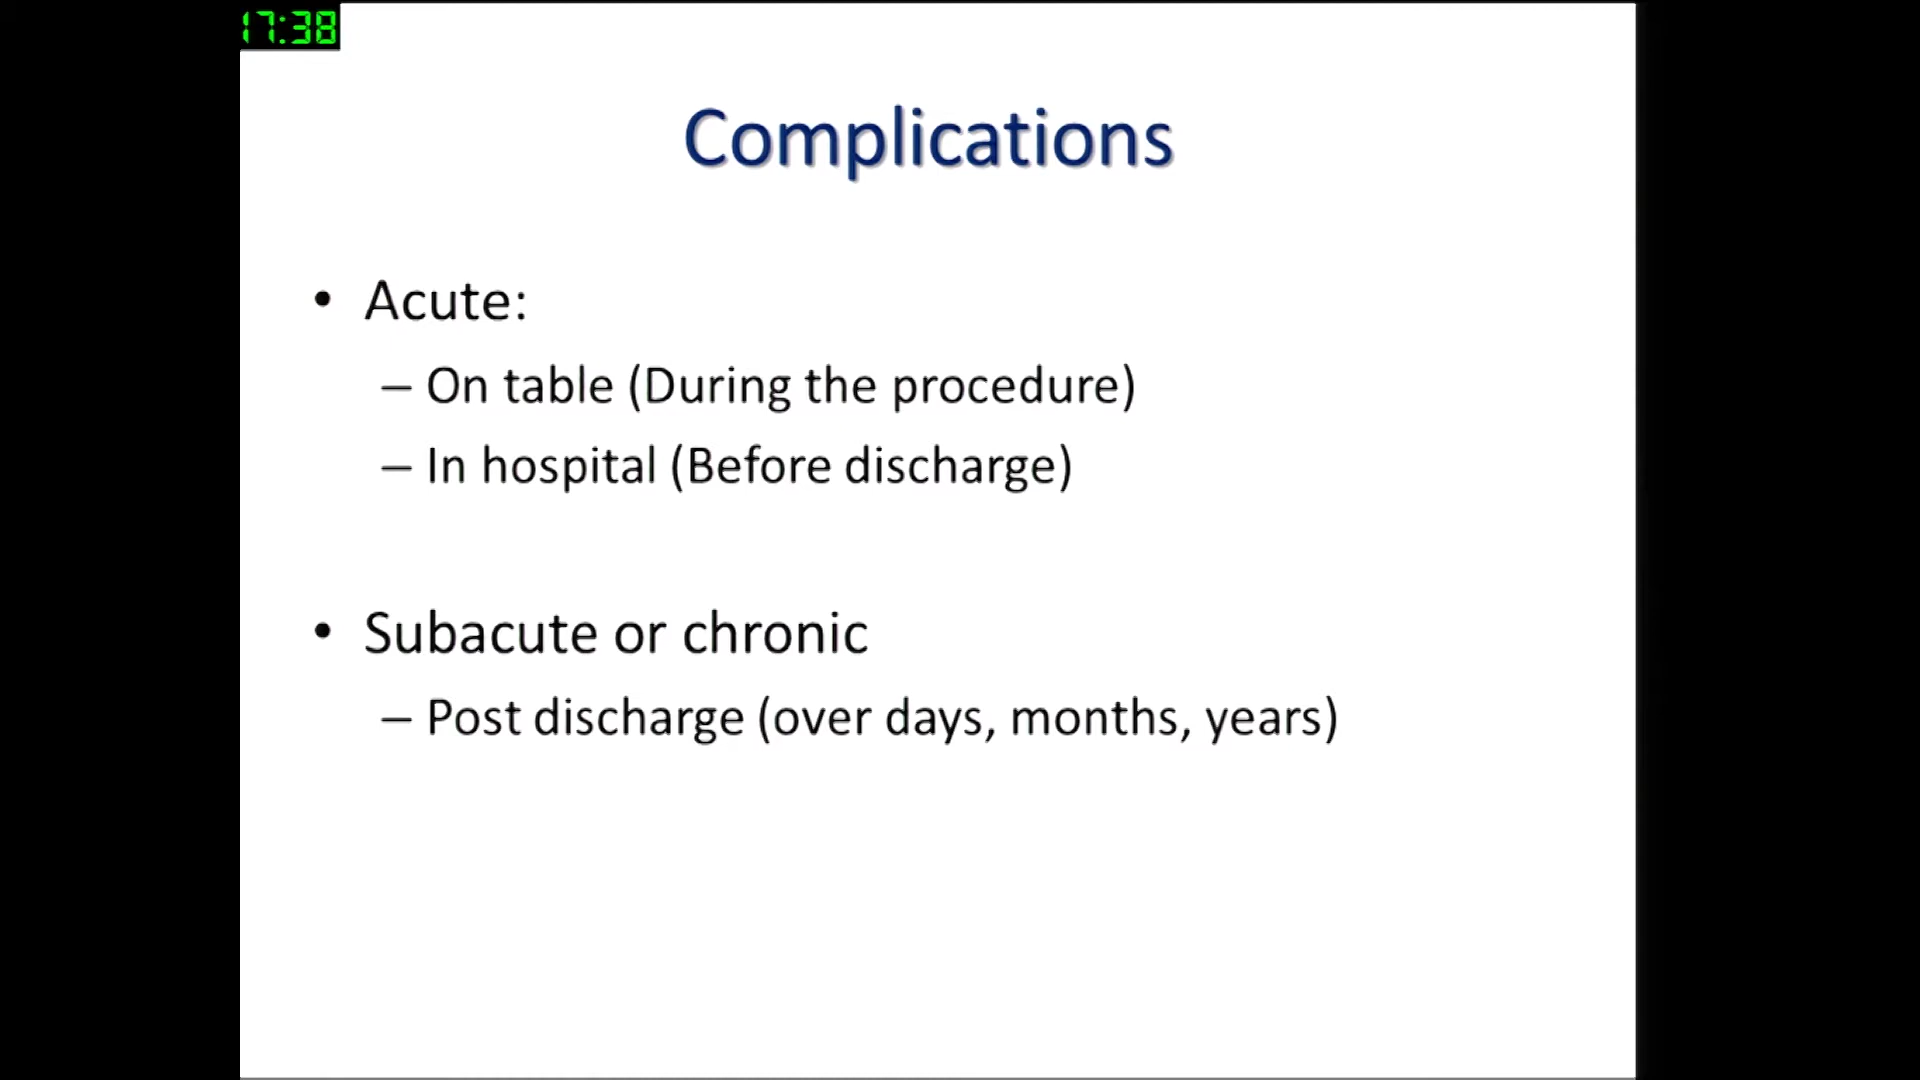 17:38
Complications
• Acute:
– On table (During the procedure)
– In hospital (Before discharge)
• Subacute or chronic
– Post discharge (over days, months, years)